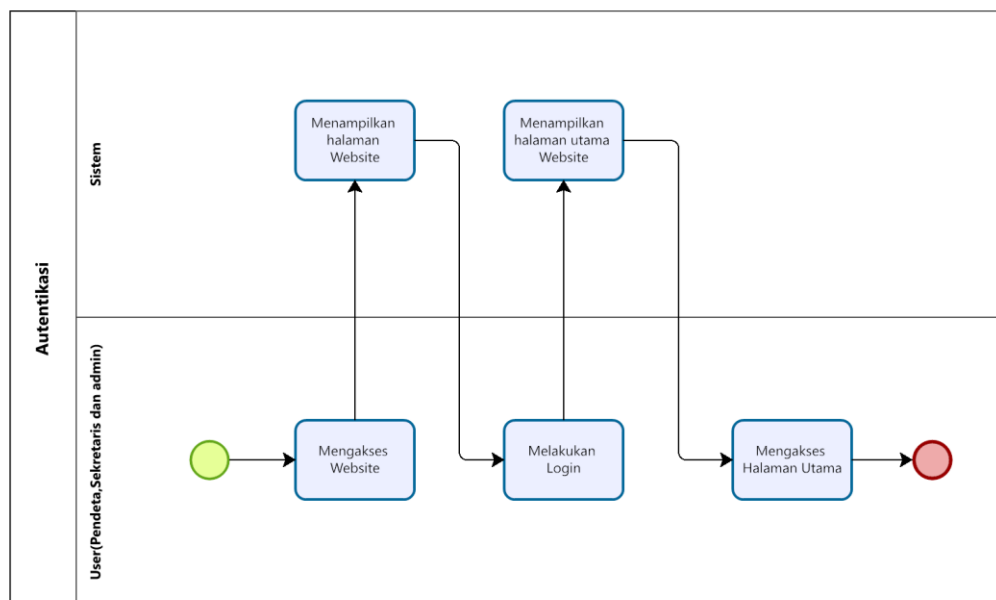 Autentikasi
Sistem
Menampilkan
halaman
Website
Menampilkan
halaman utama
Website
User(Pendeta,Sekretaris dan admin)
Mengakses
Website
Melakukan
Login
Mengakses
Halaman Utama